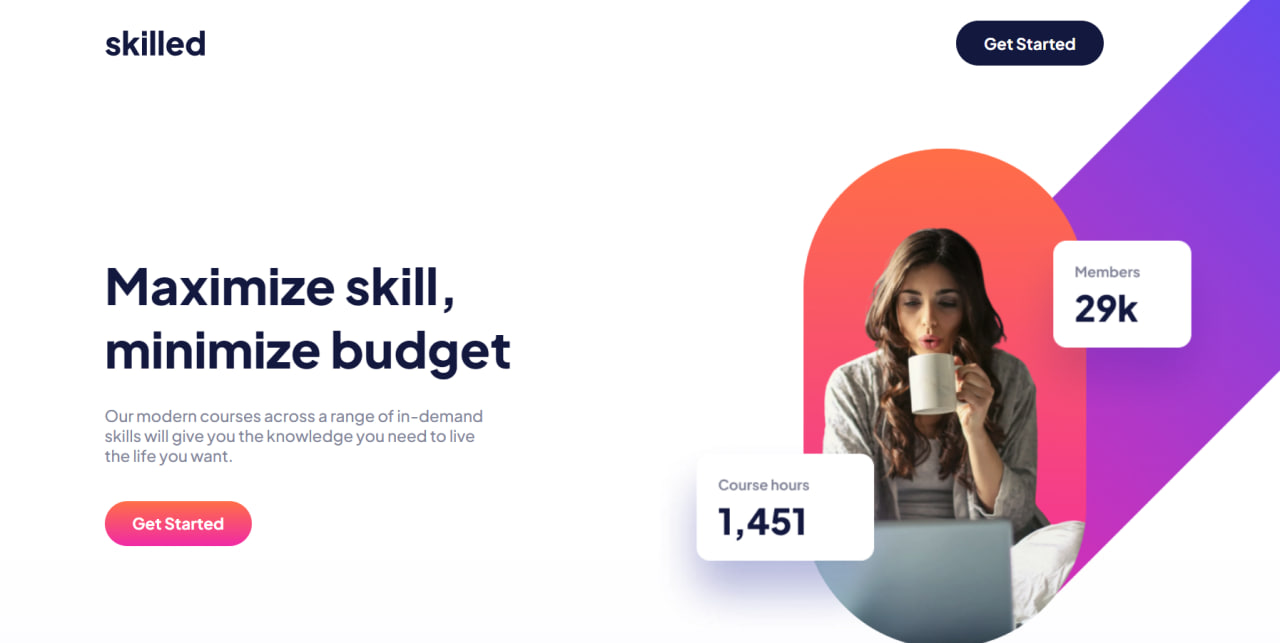 skilled
Get Started
Maximize skill,
minimize budget
Our modern courses across a range of in-demand
skills will give you the knowledge you need to live
the life you want.
Get Started
Members
29k
Course hours
1,451